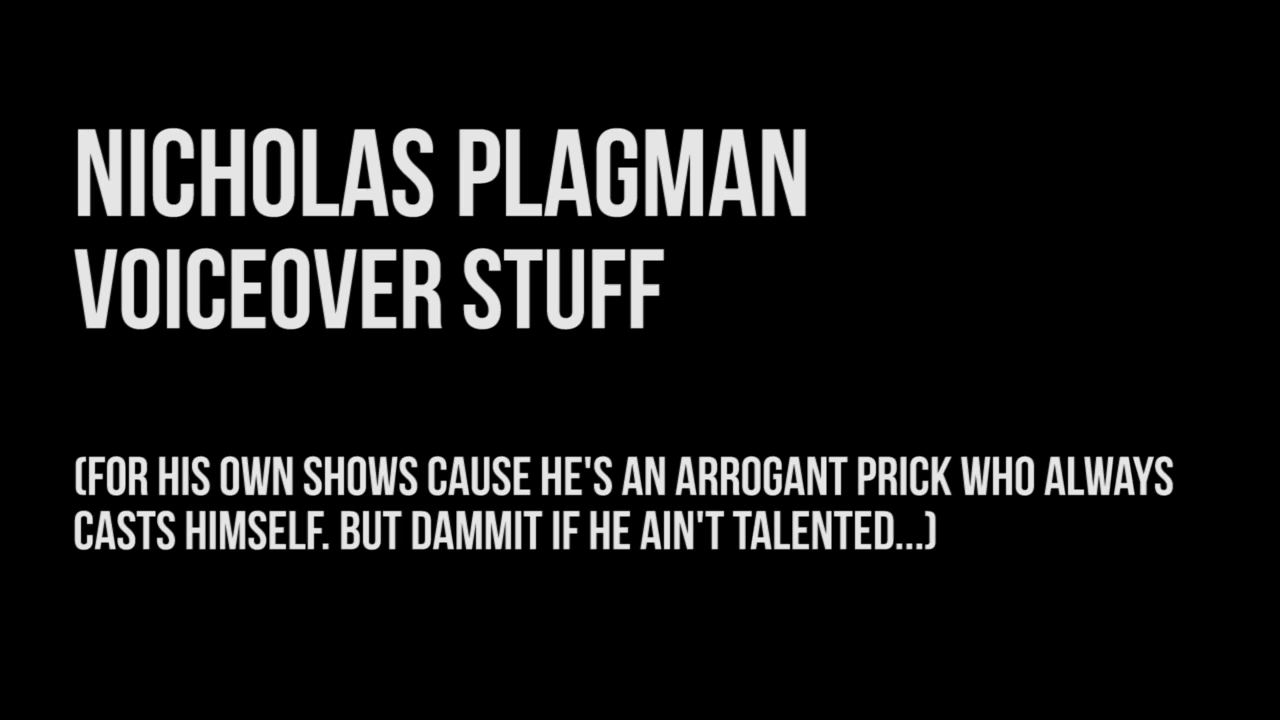 NICHOLAS PLAGMAN
VOICEOVER STUFF
(FOR HIS OWN SHOWS CAUSE HE'S AN ARROGANT PRICK WHO ALWAYS
CASTS HIMSELF. BUT DAMMIT IF HE AIN'T TALENTED...)